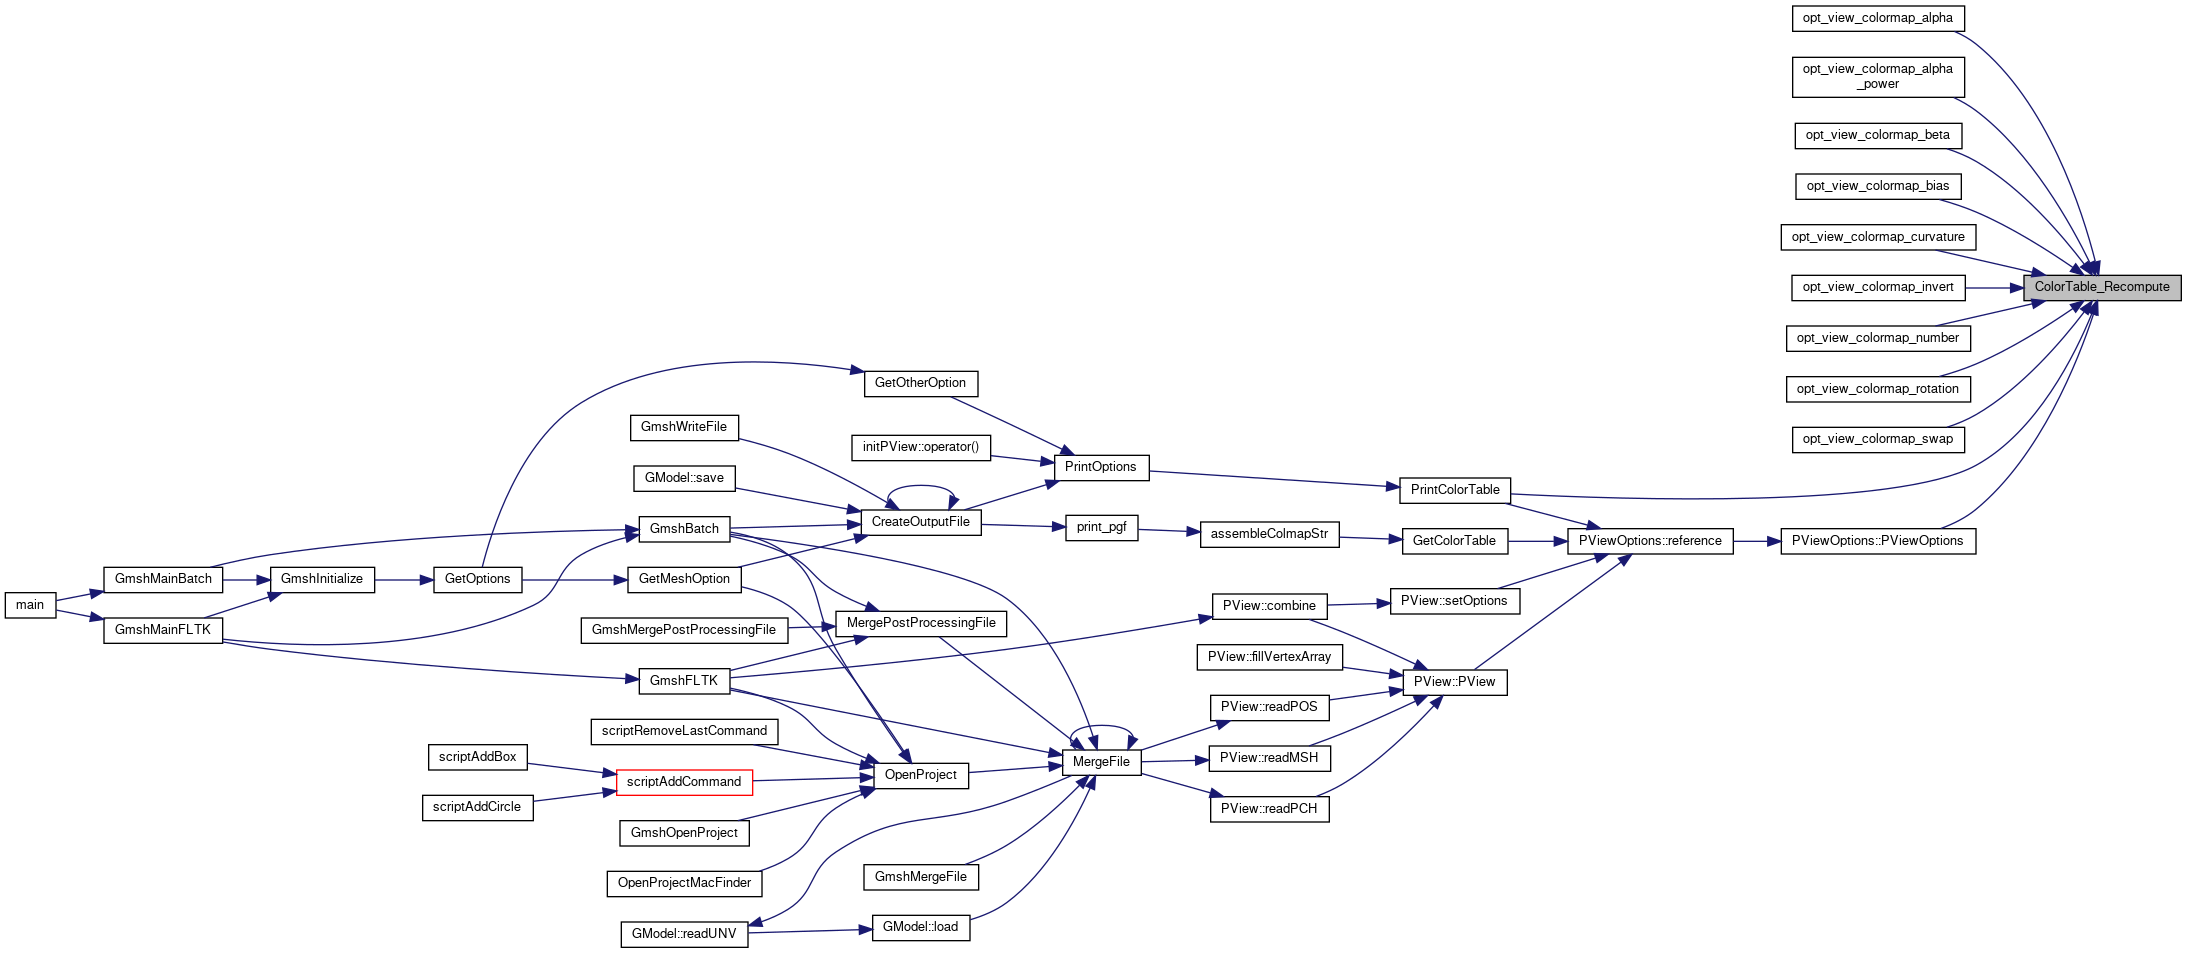 opt_view_colormap_alpha
opt_view_colormap_alpha
_power
opt_view_colormap_beta
opt_view_colormap_bias
opt_view_colormap_curvature
opt_view_colormap_invert
ColorTable_Recompute
opt_view_colormap_number
opt_view_colormap_rotation
opt_view_colormap_swap
GetOtherOption
GmshWriteFile
initPView::operator()
PrintOptions
GModel::save
PrintColorTable
GmshBatch
CreateOutputFile
print_pgf
assembleColmapStr
GetColorTable
PViewOptions::reference
PViewOptions::PViewOptions
GmshMainBatch
GmshInitialize
GetOptions
GetMeshOption
main
PView::combine
PView::setOptions
GmshMainFLTK
GmshMergePostProcessingFile
MergePostProcessingFile
PView::fillVertexArray
GmshFLTK
PView::PView
PView::readPOS
scriptRemoveLastCommand
scriptAddBox
MergeFile
PView::readMSH
scriptAddCommand
OpenProject
scriptAddCircle
PView::readPCH
GmshOpenProject
OpenProjectMacFinder
GmshMergeFile
GModel::readUNV
GModel::load